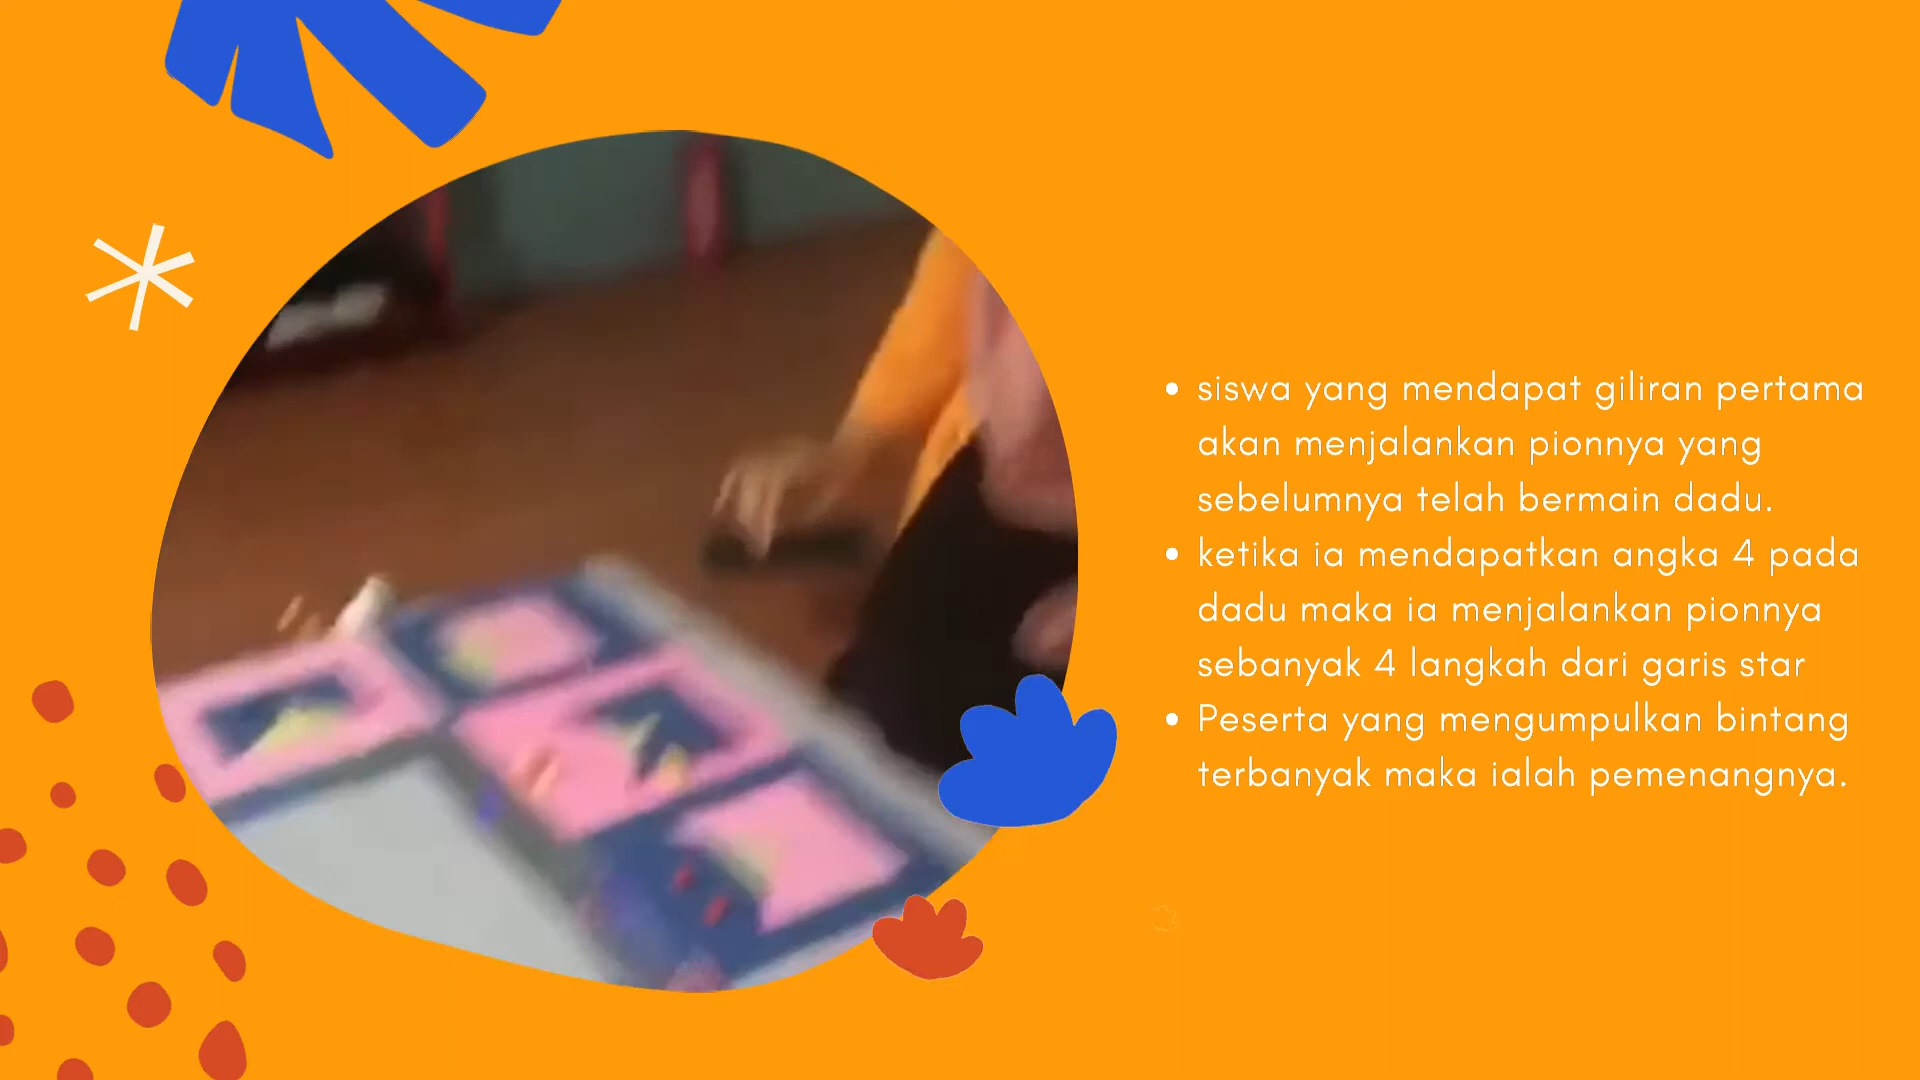 • siswa yang mendapat giliran pertama
akan menjalankan pionnya yang
sebelumnya telah bermain dadu.
• ketika ia mendapatkan angka 4 pada
dadu maka ia menjalankan pionnya
sebanyak 4 langkah dari garis star
• Peserta yang mengumpulkan bintang
terbanyak maka ialah pemenangnya.